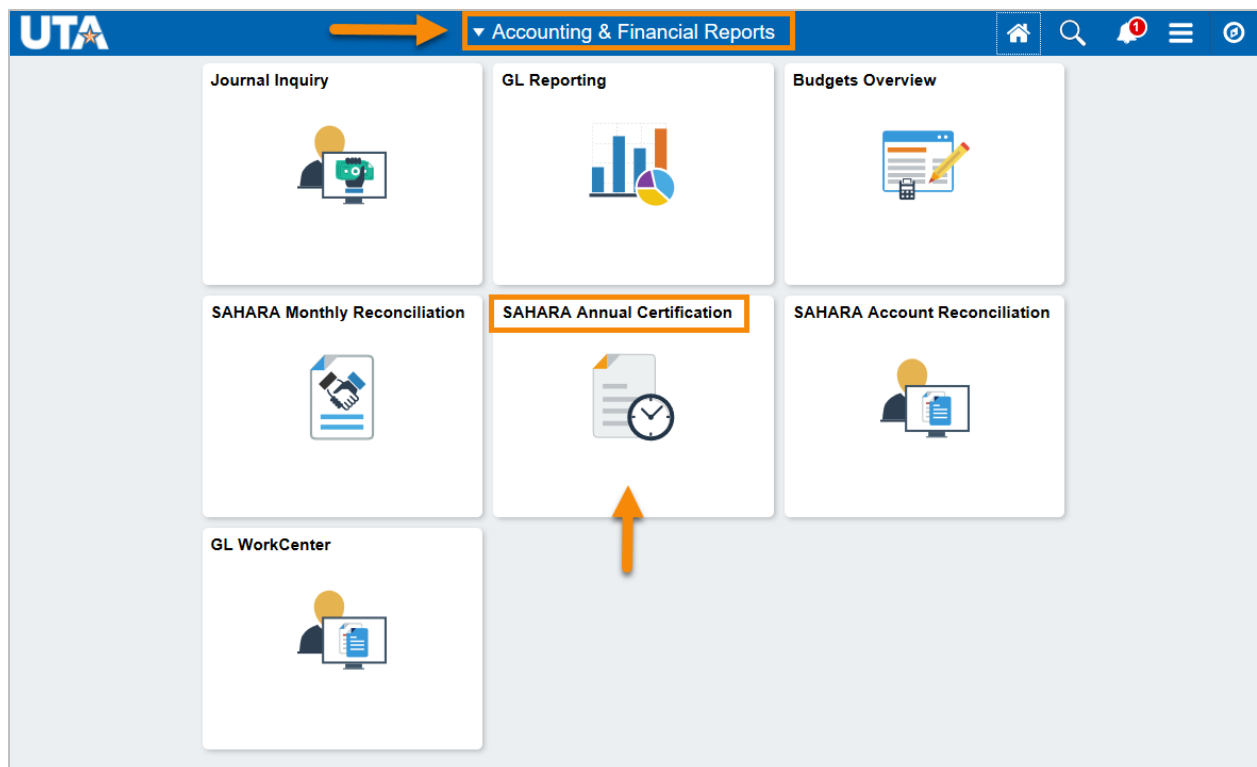 UTA
Accounting & Financial Reports
1
Journal Inquiry
GL Reporting
Budgets Overview
SAHARA Monthly Reconciliation
SAHARA Annual Certification
SAHARA Account Reconciliation
GL WorkCenter